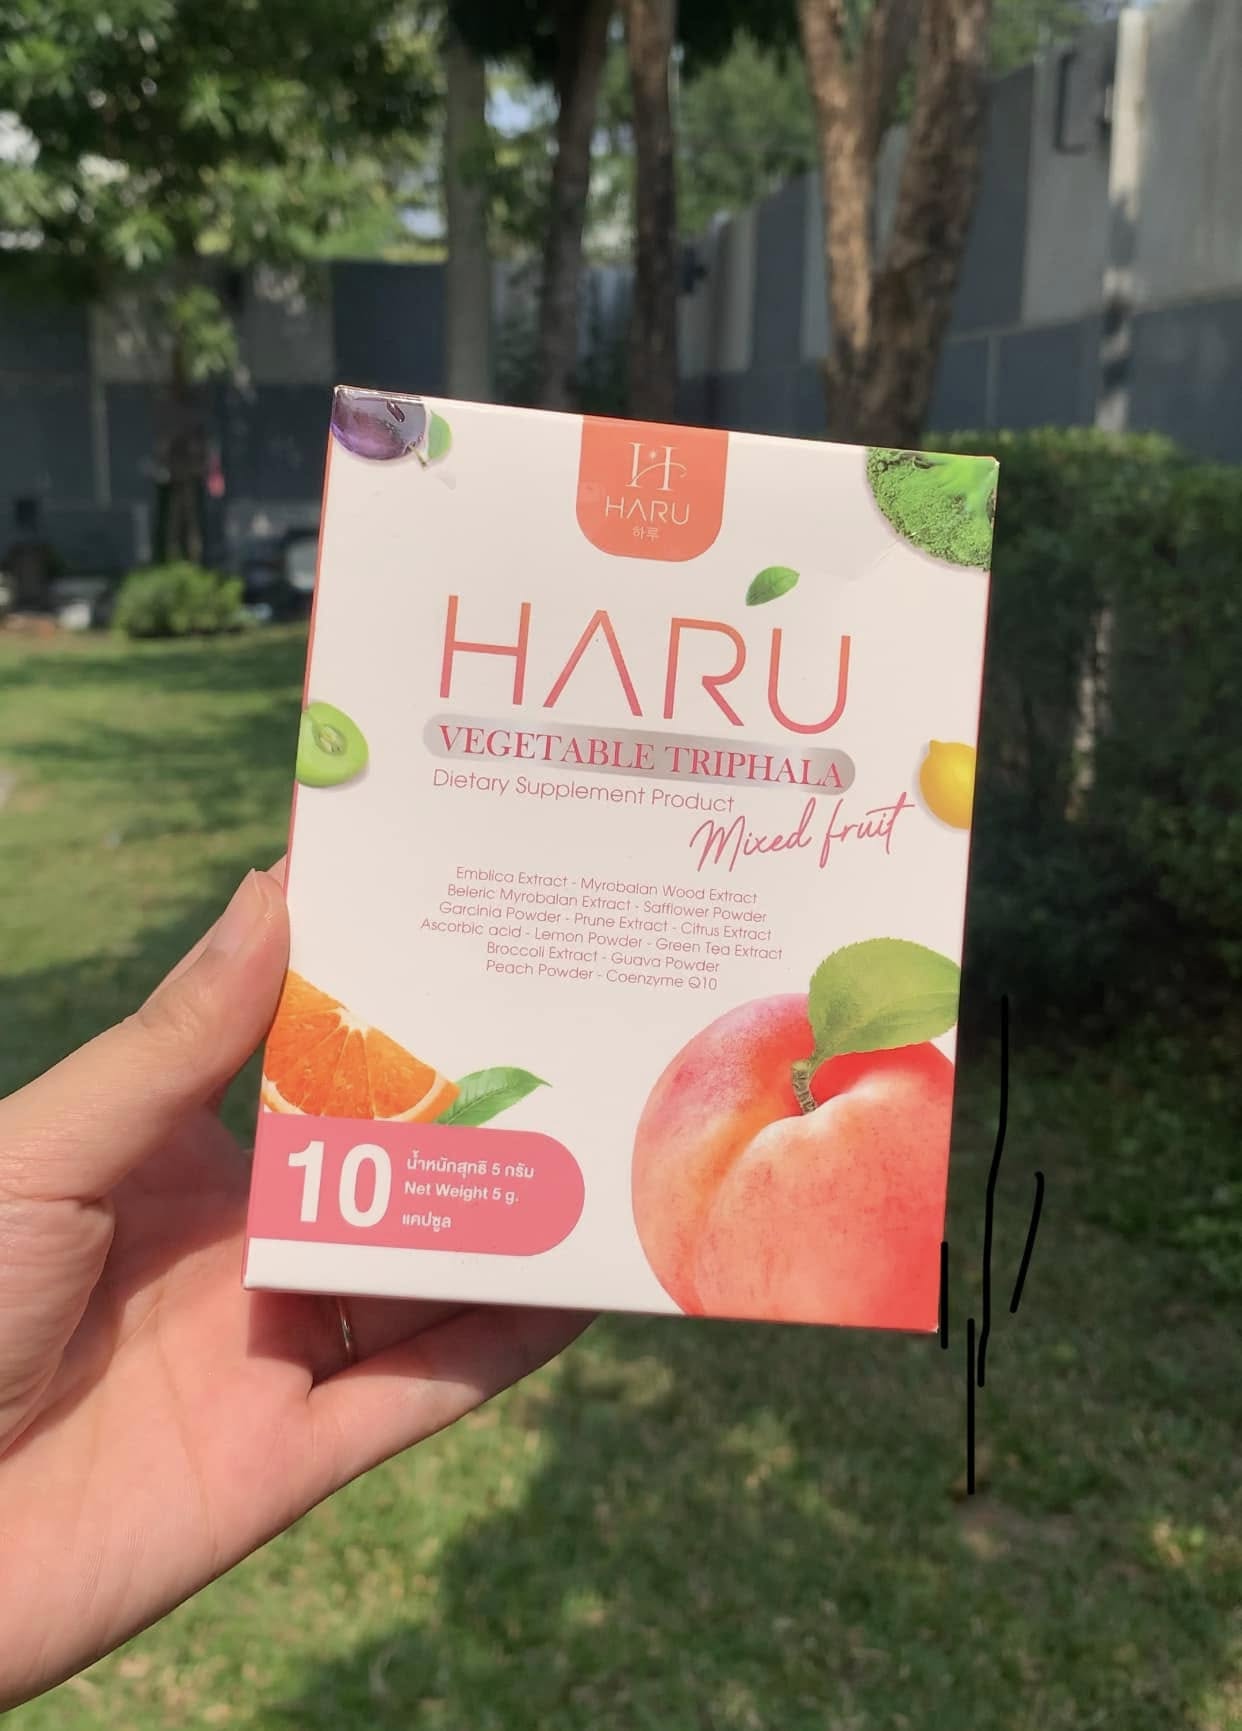 H
HARU
하루
HARU
VEGETABLE TRIPHALA
Dietary Supplement Product
Mixed fruit
Emblica Extract - Myrobalan Wood Extract
Beleric Myrobalan Extract - Safflower Powder
Garcinia Powder - Prune Extract - Citrus Extract
Ascorbic acid - Lemon Powder - Green Tea Extract
Broccoli Extract - Guava Powder
Peach Powder - Coenzyme Q10
10
น้ำหนักสุทธิ 5 กรัม
Net Weight 5 g.
แคปซูล